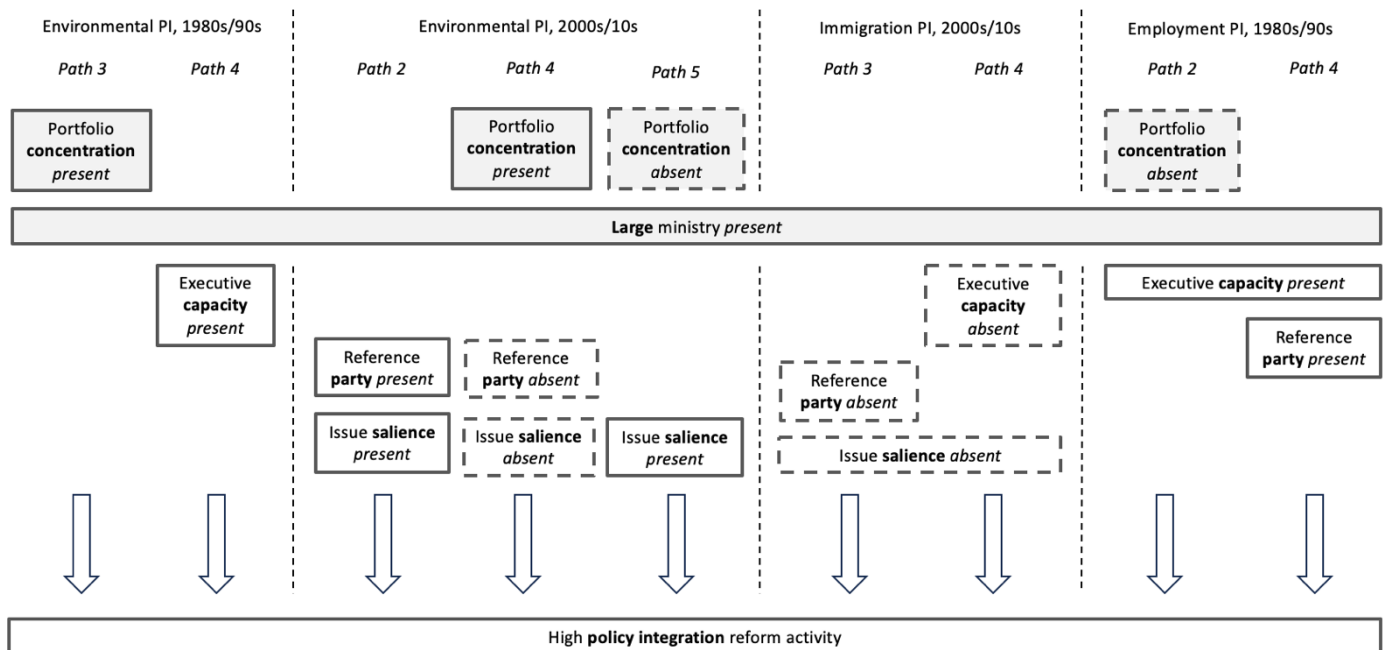 Environmental PI, 1980s/90s
Environmental PI, 2000s/10s
Immigration PI, 2000s/10s
Employment PI, 1980s/90s
Path 3
Path 4
Path 2
Path 4
Path 5
Path 3
Path 4
Path 2
Path 4
Portfolio
concentration
present
Portfolio
concentration
present
Portfolio
concentration
absent
Portfolio
concentration
absent
Large ministry present
Executive
capacity
present
Executive
capacity
absent
Executive capacity present
Reference
party present
Reference
party present
Reference
party absent
Reference
party absent
Issue salience
present
Issue salience
absent
Issue salience
present
Issue salience absent
High policy integration reform activity